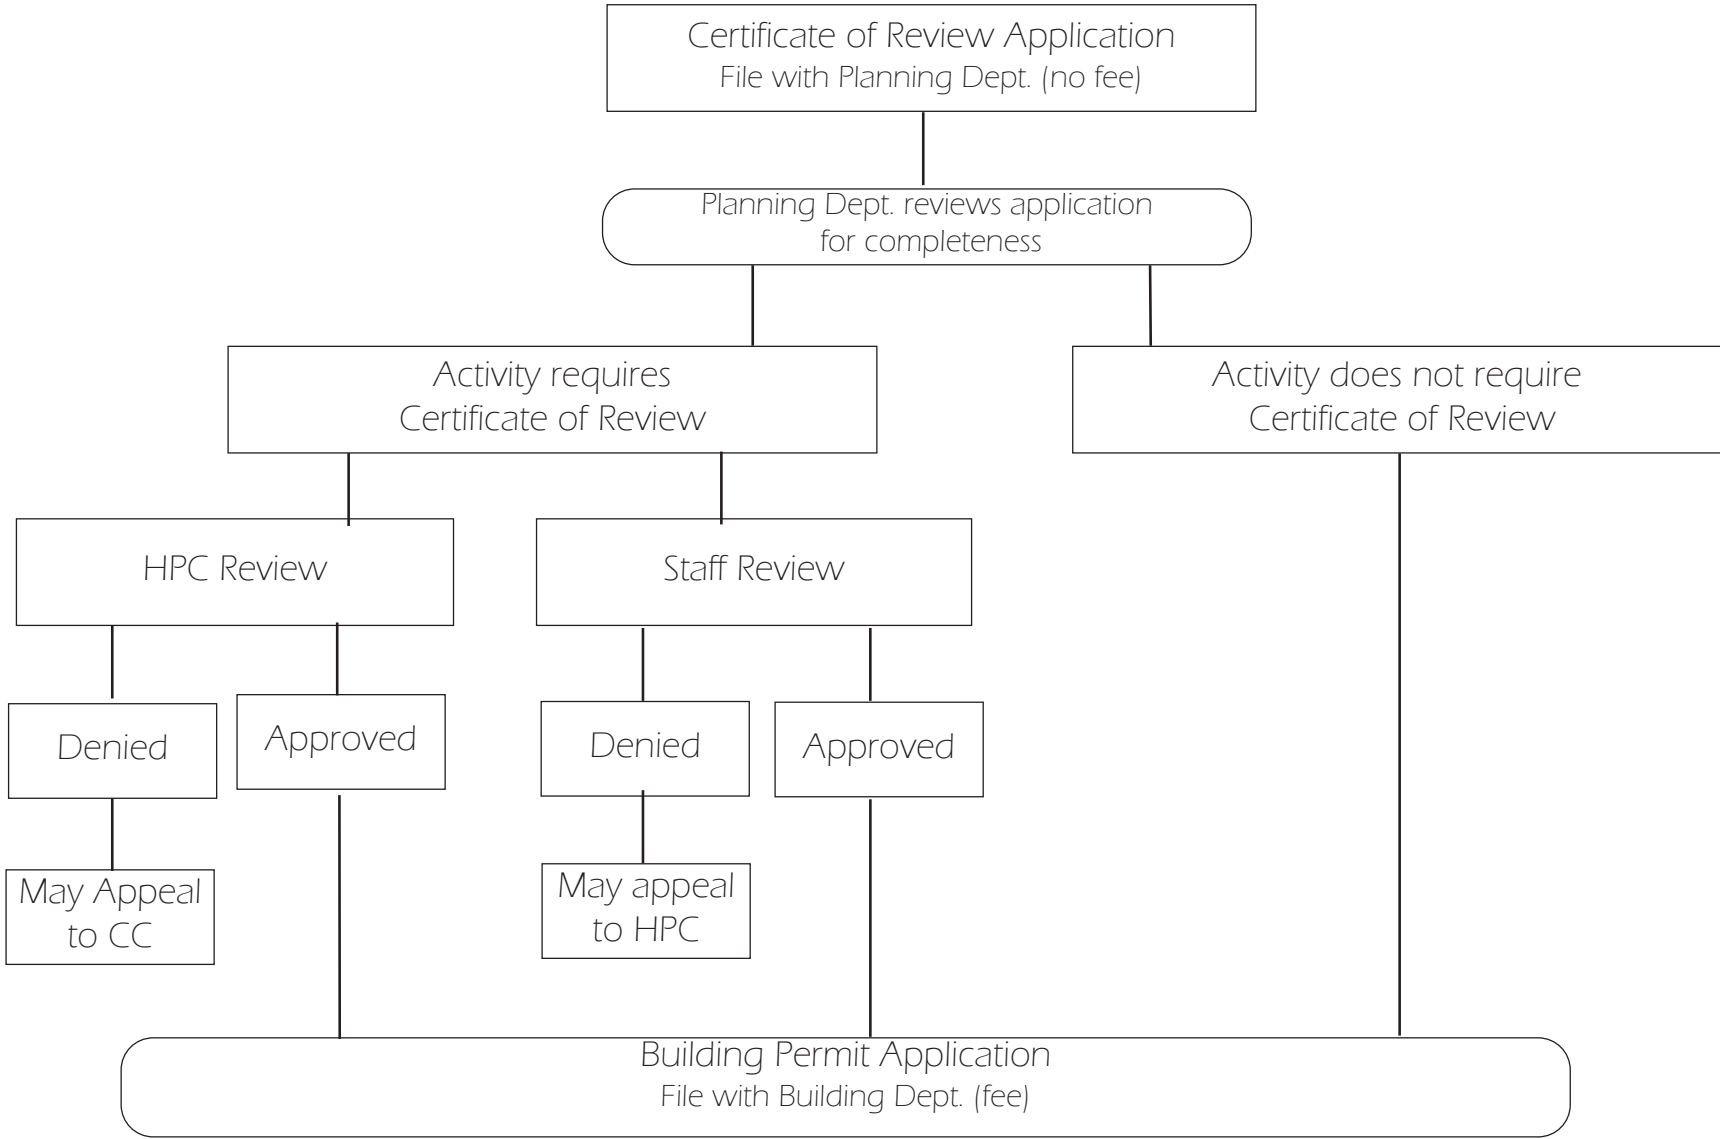 Certificate of Review Application
File with Planning Dept. (no fee)
Planning Dept. reviews application
for completeness
Activity requires
Certificate of Review
Activity does not require
Certificate of Review
HPC Review
Staff Review
Denied
Approved
Denied
Approved
May Appeal
to CC
May appeal
to HPC
Building Permit Application
File with Building Dept. (fee)